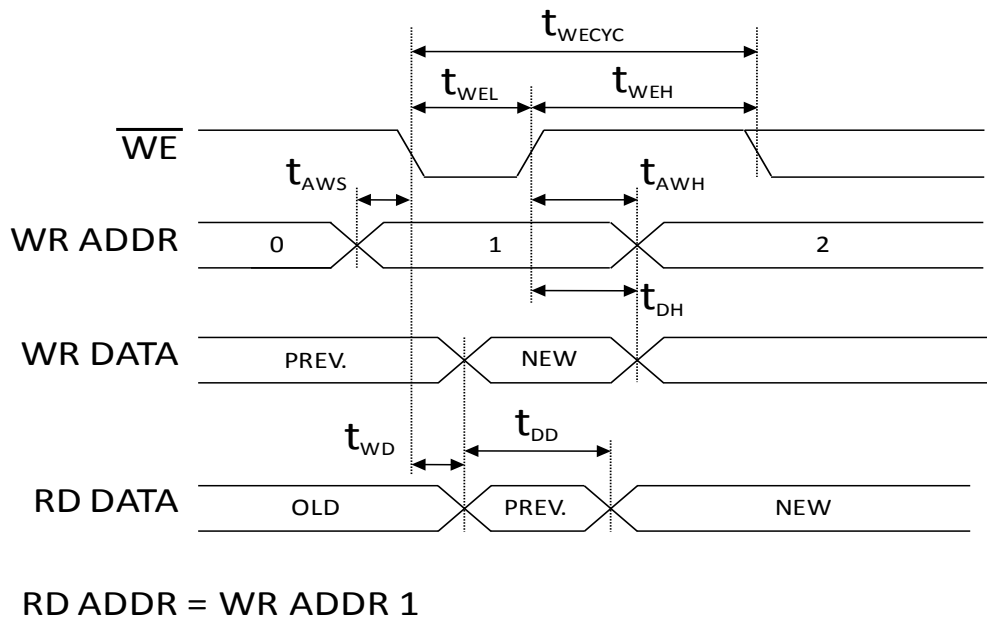 tWECYC
tWEL tWEH
WE
tAWS tAWH
WR ADDR 0 1 2
tDH
WR DATA PREV. NEW
tWD tDD
RD DATA OLD PREV. NEW
RD ADDR = WR ADDR 1